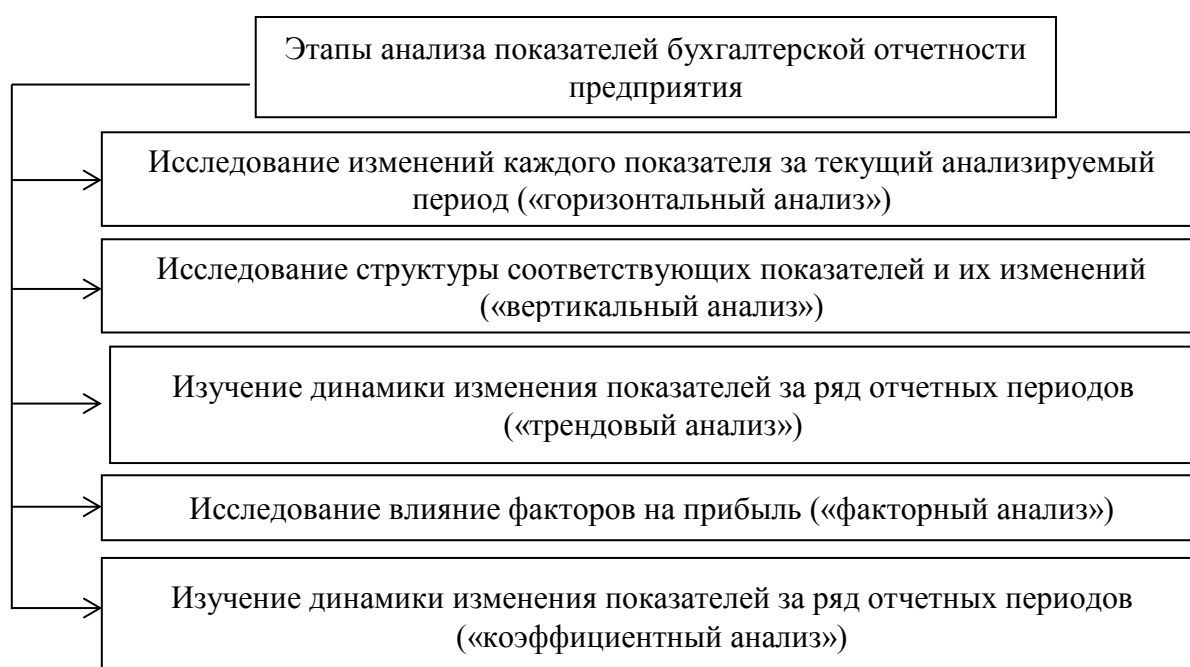 Этапы анализа показателей бухгалтерской отчетности
предприятия
Исследование изменений каждого показателя за текущий анализируемый
период («горизонтальный анализ»)
Исследование структуры соответствующих показателей и их изменений
(«вертикальный анализ»)
Изучение динамики изменения показателей за ряд отчетных периодов
(«трендовый анализ»)
Исследование влияние факторов на прибыль («факторный анализ»)
Изучение динамики изменения показателей за ряд отчетных периодов
(«коэффициентный анализ»)